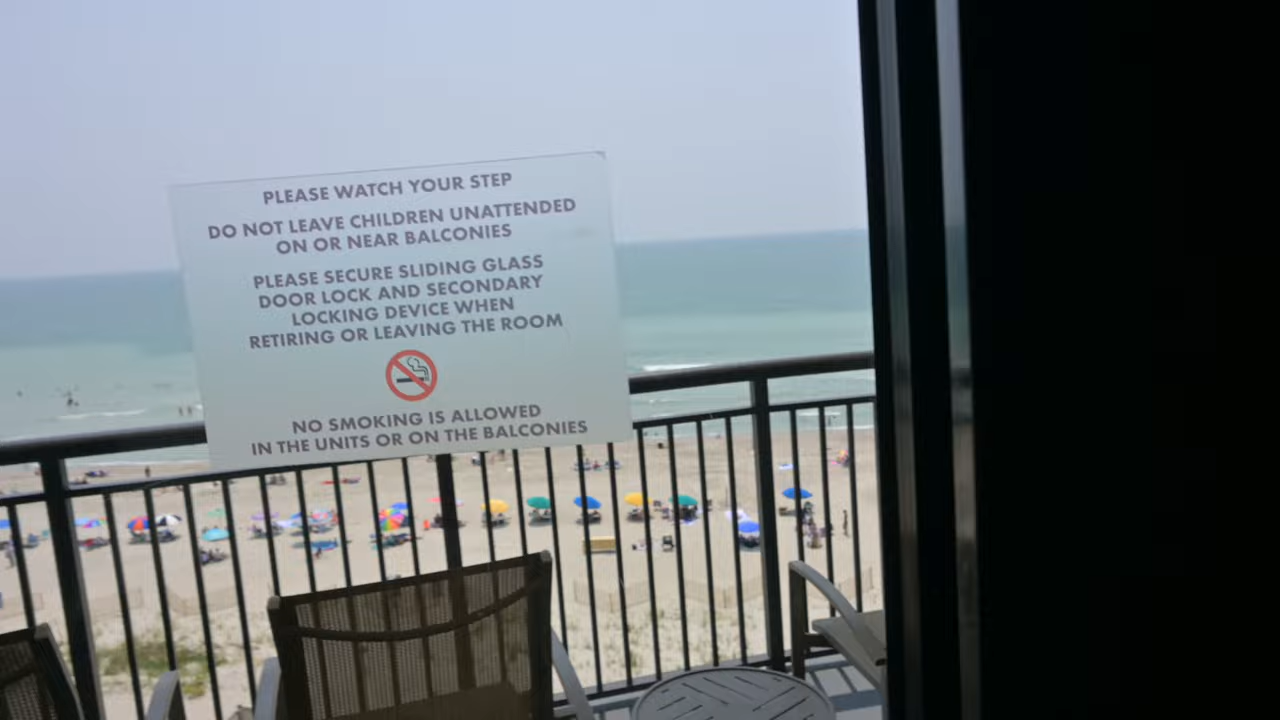 PLEASE WATCH YOUR STEP
DO NOT LEAVE CHILDREN UNATTENDED
ON OR NEAR BALCONIES
PLEASE SECURE SLIDING GLASS
DOOR LOCK AND SECONDARY
LOCKING DEVICE WHEN
RETIRING OR LEAVING THE ROOM
NO SMOKING IS ALLOWED
IN THE UNITS OR ON THE BALCONIES